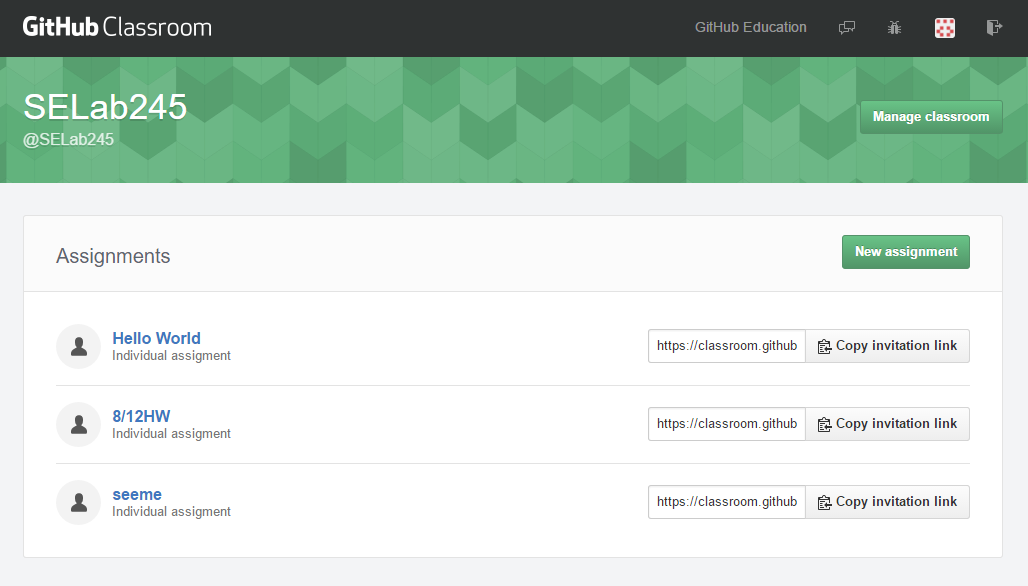 GitHub Classroom
GitHub Education
SELab245
@SELab245
Manage classroom
Assignments
New assignment
Hello World
Individual assigment
https://classroom.github
Copy invitation link
8/12HW
Individual assigment
https://classroom.github
Copy invitation link
seeme
Individual assigment
https://classroom.github
Copy invitation link